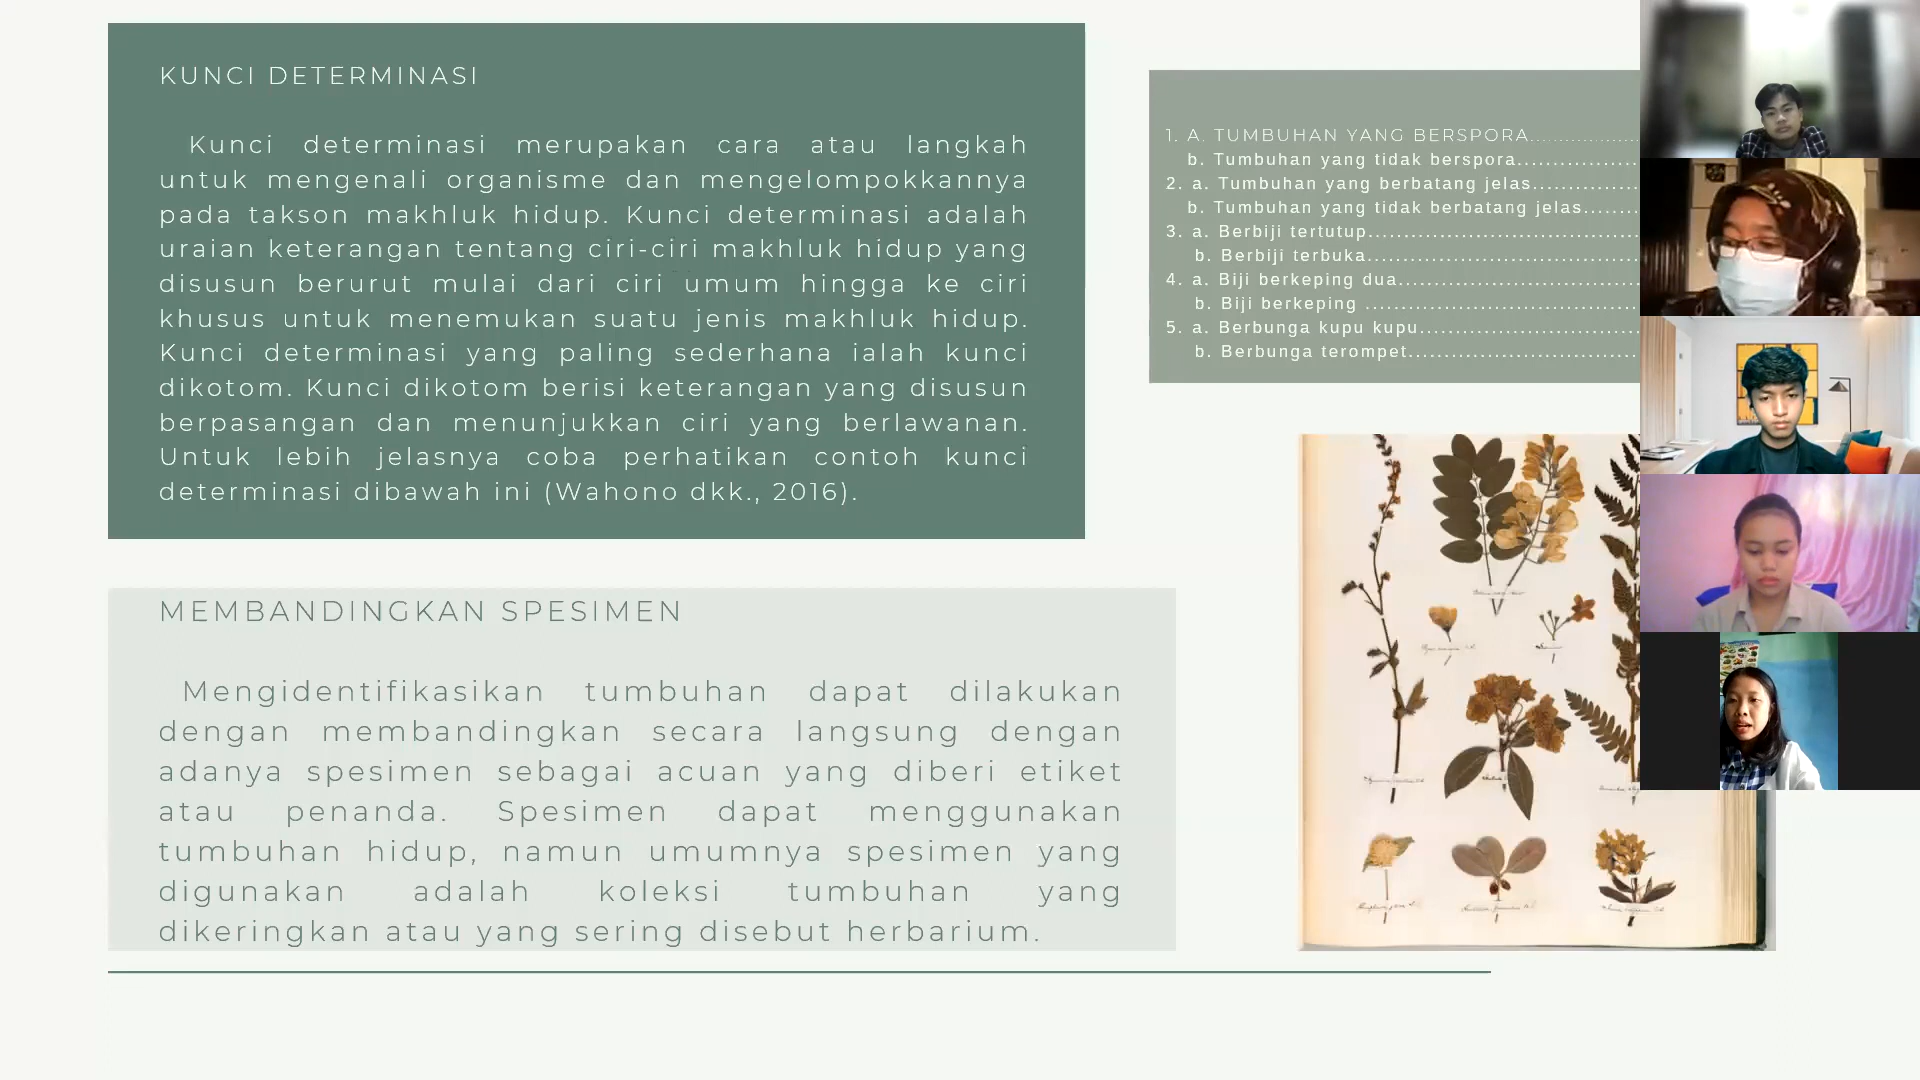 KUNCI DETERMINASI
Kunci determinasi merupakan cara atau langkah
untuk mengenali organisme dan mengelompokkannya
pada takson makhluk hidup. Kunci determinasi adalah
uraian keterangan tentang ciri-ciri makhluk hidup yang
disusun berurut mulai dari ciri umum hingga ke ciri
khusus untuk menemukan suatu jenis makhluk hidup.
Kunci determinasi yang paling sederhana ialah kunci
dikotom. Kunci dikotom berisi keterangan yang disusun
berpasangan dan menunjukkan ciri yang berlawanan.
Untuk lebih jelasnya coba perhatikan contoh kunci
determinasi dibawah ini (Wahono dkk., 2016).
MEMBANDINGKAN SPESIMEN
Mengidentifikasikan tumbuhan dapat dilakukan
dengan membandingkan secara langsung dengan
adanya spesimen sebagai acuan yang diberi etiket
atau penanda. Spesimen dapat menggunakan
tumbuhan hidup, namun umumnya spesimen yang
digunakan adalah koleksi tumbuhan yang
dikeringkan atau yang sering disebut herbarium.
1. A. TUMBUHAN YANG BERSPORA....................
b. Tumbuhan yang tidak berspora.................
2. a. Tumbuhan yang berbatang jelas...............
b. Tumbuhan yang tidak berbatang jelas........
3. a. Berbiji tertutup......................................
b. Berbiji terbuka......................................
4. a. Biji berkeping dua..................................
b. Biji berkeping ......................................
5. a. Berbunga kupu kupu...............................
b. Berbunga terompet................................